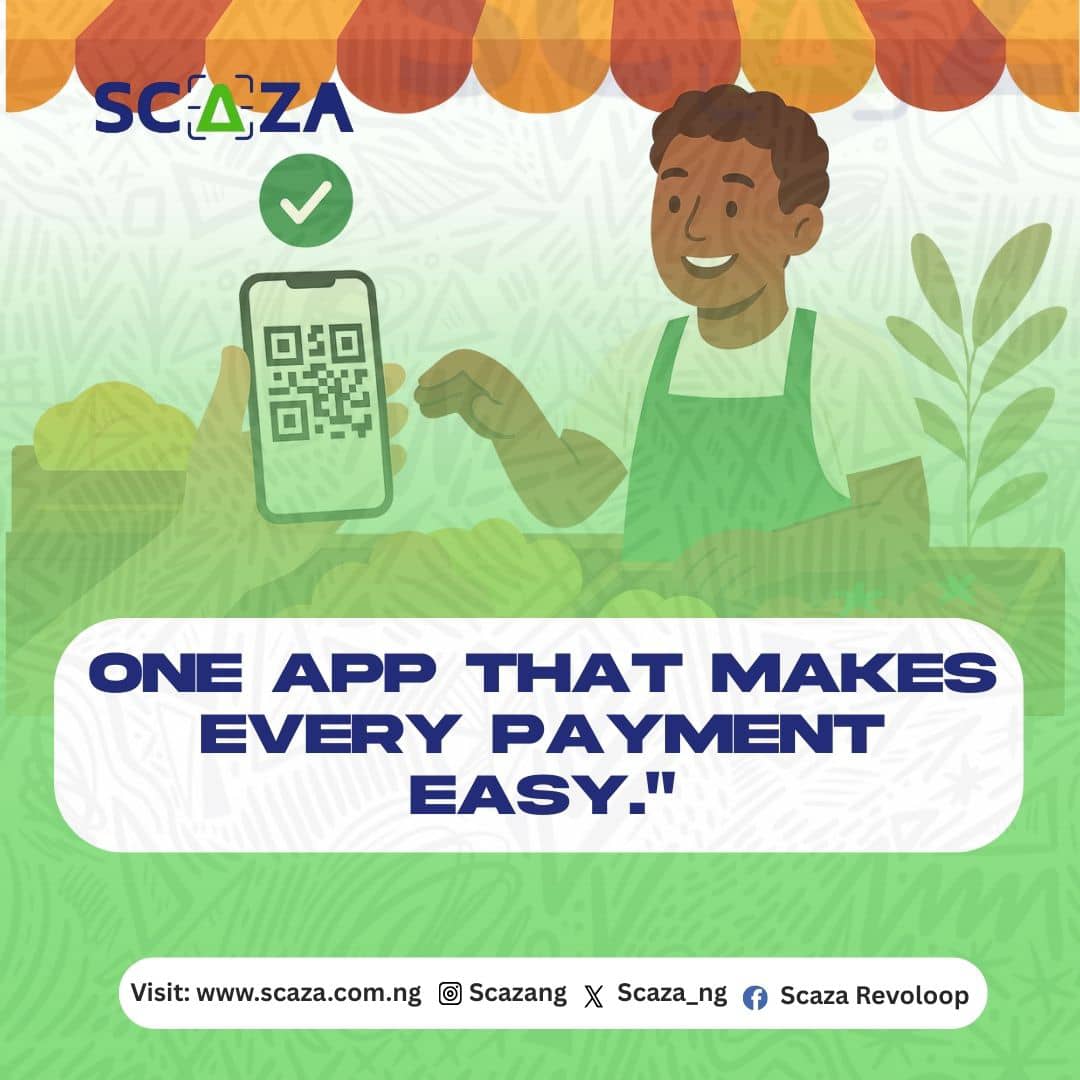 SCAZA
ONE APP THAT MAKES
EVERY PAYMENT
EASY."
Visit: www.scaza.com.ng Scazang X Scaza_ng f Scaza Revoloop